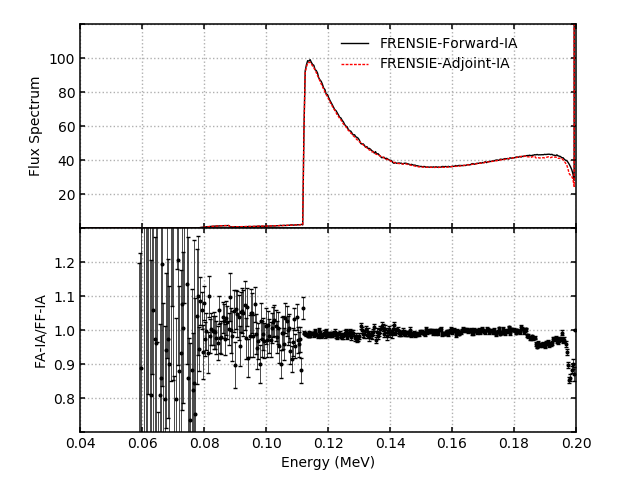 FRENSIE-Forward-IA
FRENSIE-Adjoint-IA
Flux Spectrum
100
80
60
40
20
FA-IA/FF-IA
1.2
1.1
1.0
0.9
0.8
0.04 0.06 0.08 0.10 0.12 0.14 0.16 0.18 0.20
Energy (MeV)